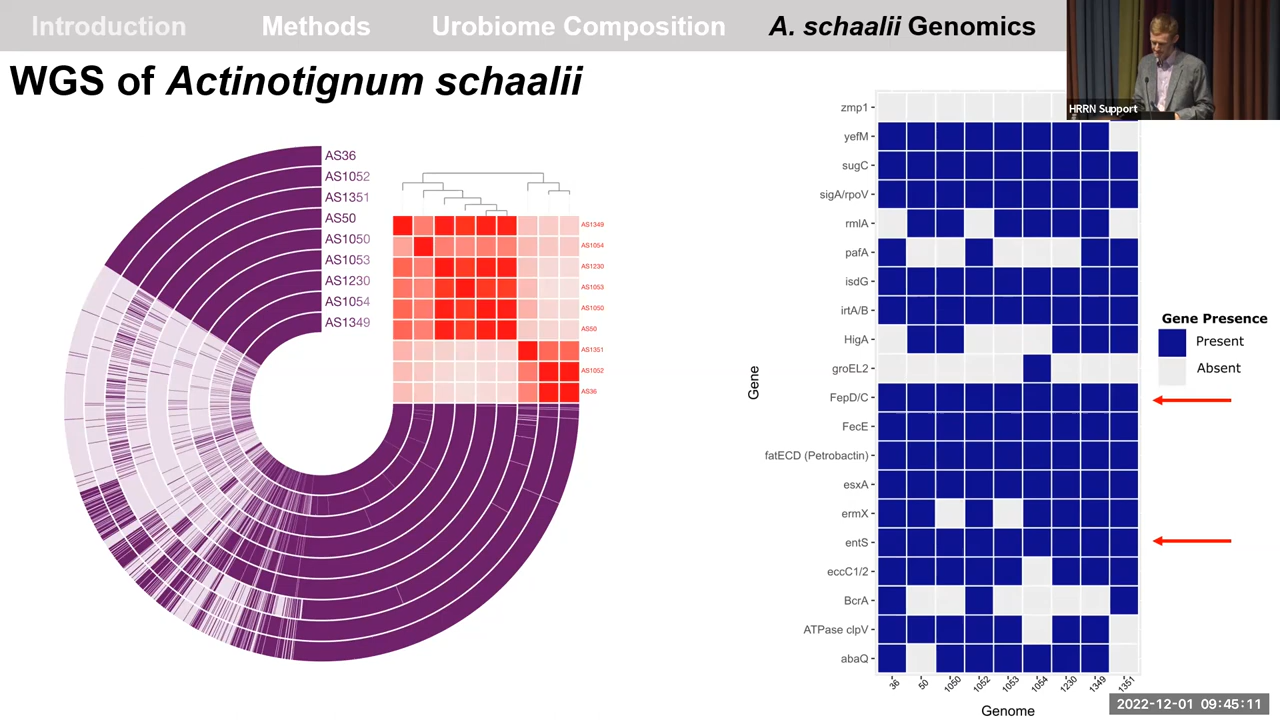 Introduction Methods Urobiome Composition A. schaalii Genomics
HRRN Support
WGS of Actinotignum schaalii
AS36
AS1052
AS1351
AS50
AS1050
AS1053
AS1230
AS1054
AS1349
AS1349
AS1054
AS1230
AS1053
AS1050
AS50
AS1351
AS1052
AS36
Gene
zmp1
yefM
sugC
sigA/rpoV
rmlA
pafA
isdG
irtA/B
HigA
groEL2
FepD/C
FecE
fatECD (Petrobactin)
esxA
ermX
entS
eccC1/2
BcrA
ATPase clpV
abaQ
36 50 1050 1052 1053 1054 1230 1349 1351
Genome
Gene Presence
Present
Absent
2022-12-01 09:45:11